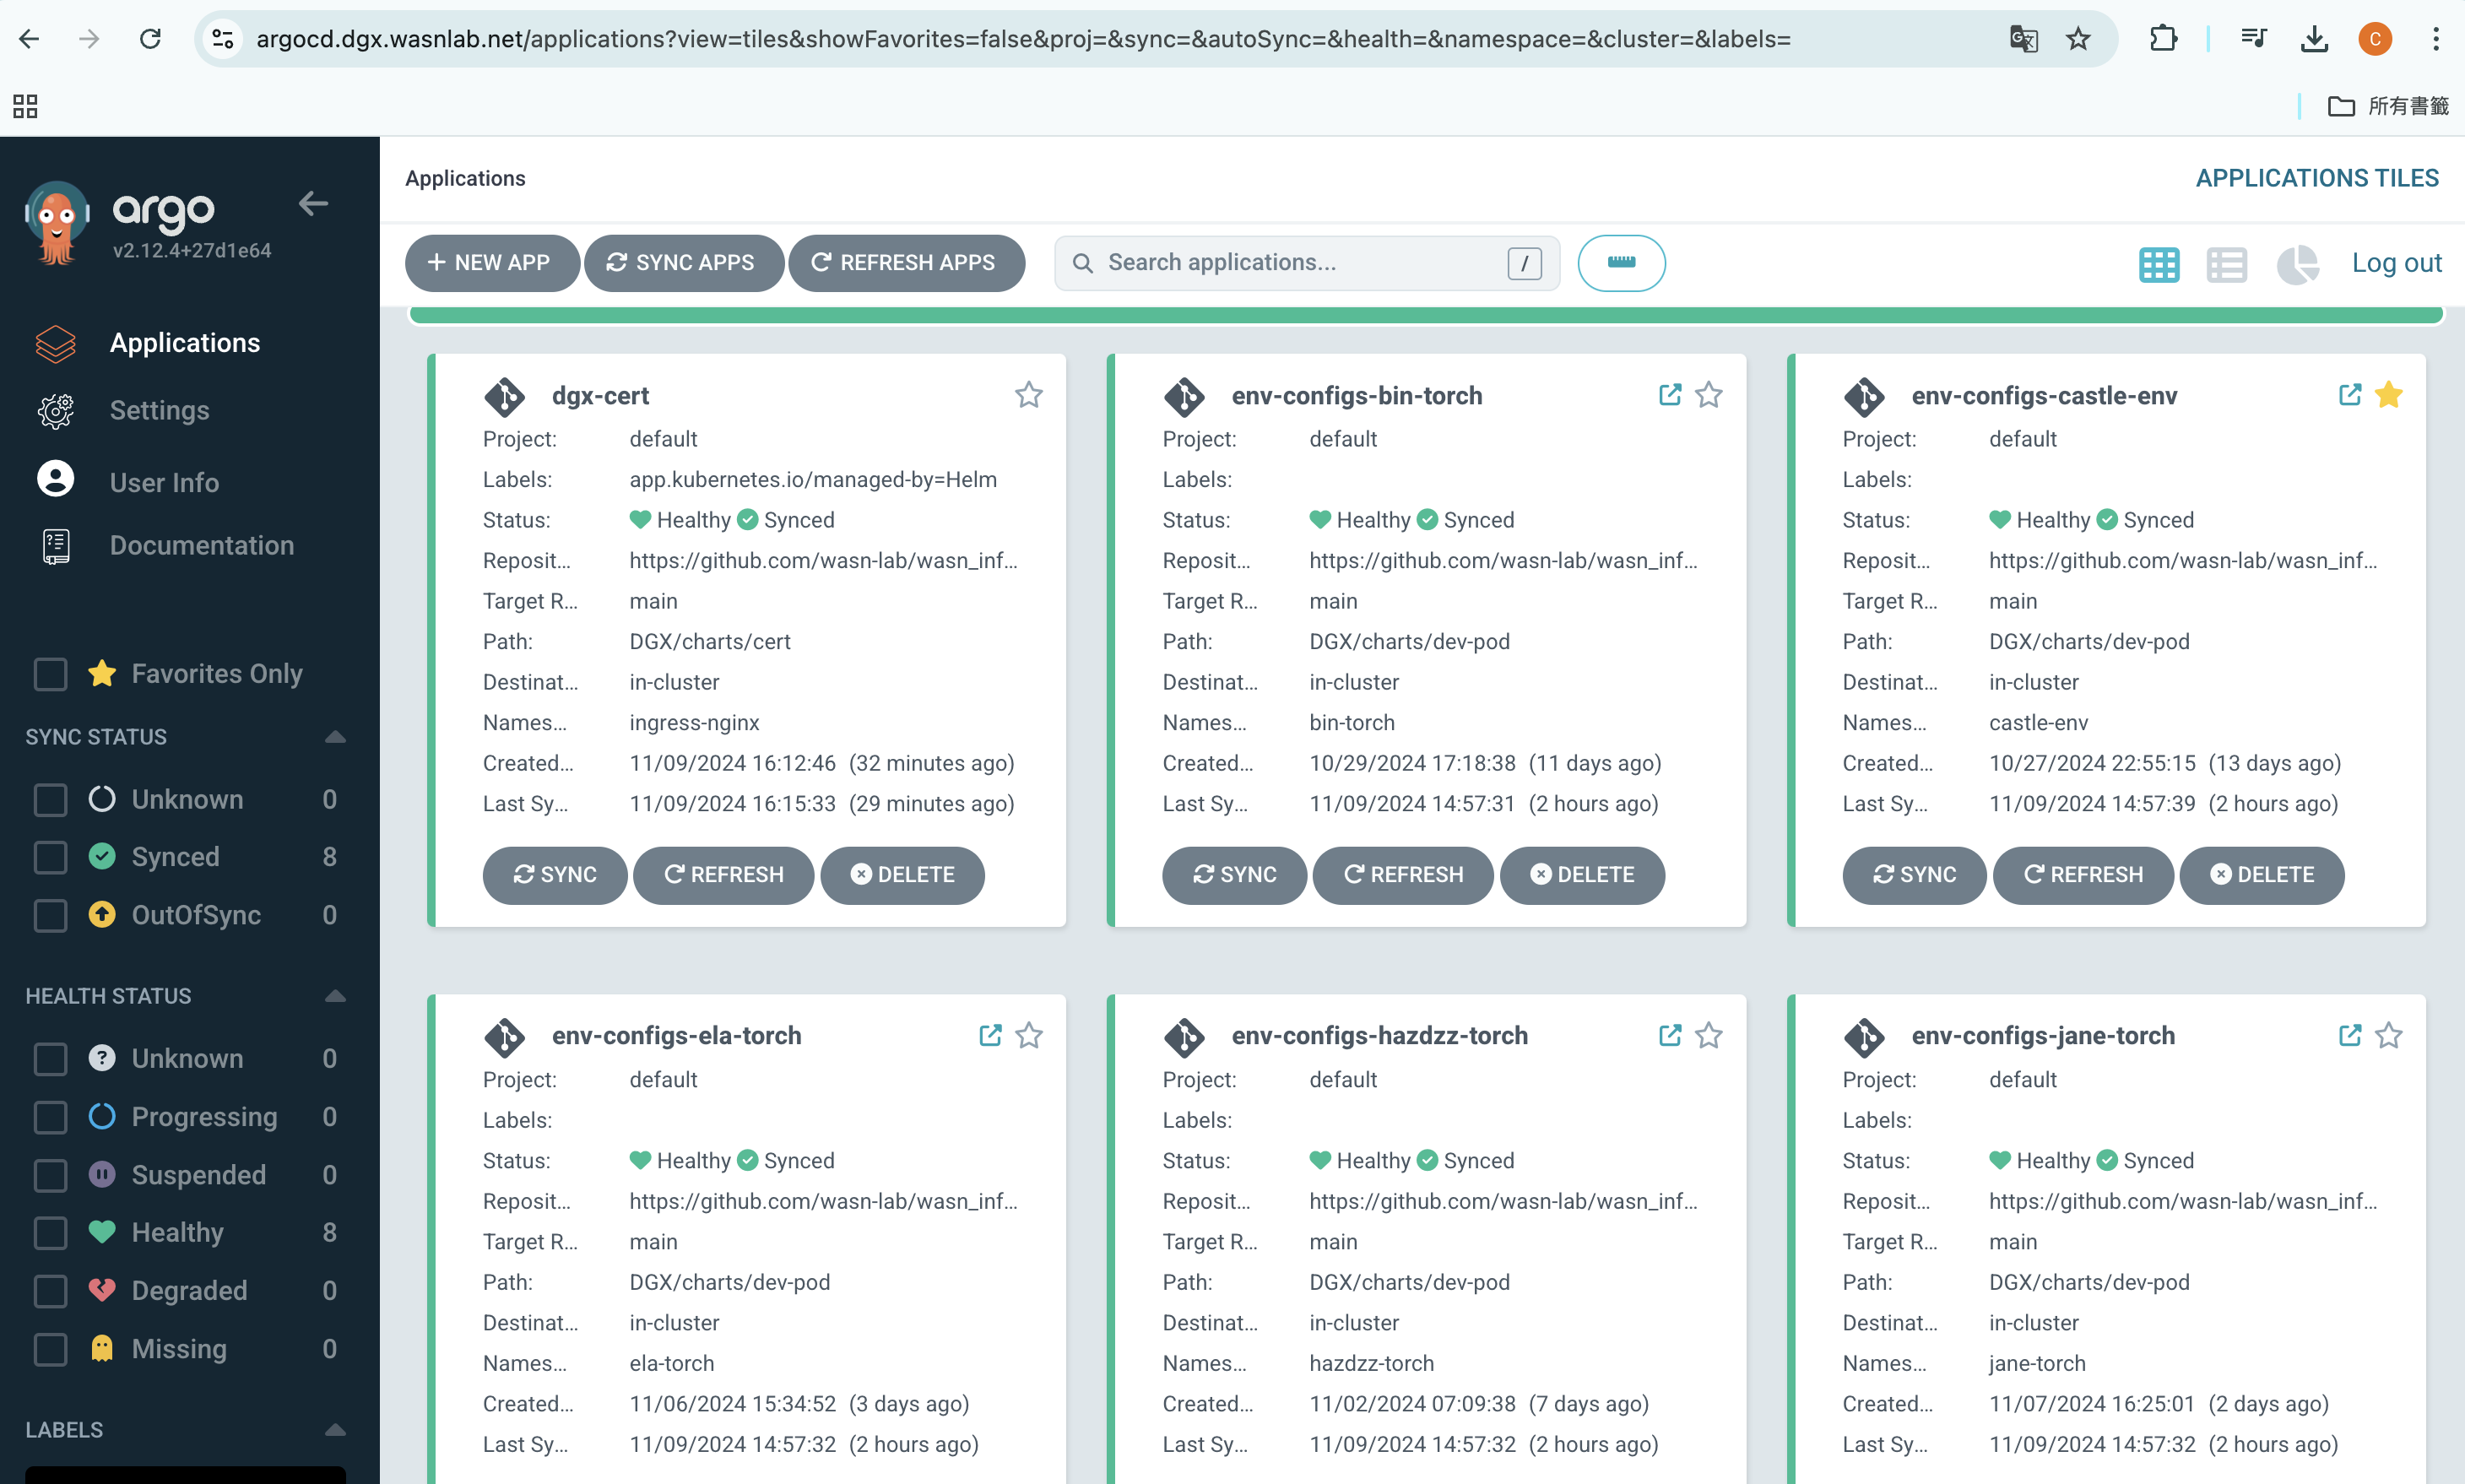 argocd.dgx.wasnlab.net/applications?view=tiles&showFavorites=false&proj=&sync=&autoSync=&health=&namespace=&cluster=&labels=
C
所有書籤
argo
v2.12.4+27d1e64
Applications
Settings
User Info
Documentation
Favorites Only
SYNC STATUS
Unknown 0
Synced 8
OutOfSync 0
HEALTH STATUS
Unknown 0
Progressing 0
Suspended 0
Healthy 8
Degraded 0
Missing 0
LABELS
Applications
APPLICATIONS TILES
+ NEW APP
SYNC APPS
REFRESH APPS
Search applications...
/
Log out
dgx-cert
Project: default
Labels: app.kubernetes.io/managed-by=Helm
Status: Healthy Synced
Reposit... https://github.com/wasn-lab/wasn_inf...
Target R... main
Path: DGX/charts/cert
Destinat... in-cluster
Names... ingress-nginx
Created... 11/09/2024 16:12:46 (32 minutes ago)
Last Sy... 11/09/2024 16:15:33 (29 minutes ago)
SYNC REFRESH DELETE
env-configs-bin-torch
Project: default
Labels:
Status: Healthy Synced
Reposit... https://github.com/wasn-lab/wasn_inf...
Target R... main
Path: DGX/charts/dev-pod
Destinat... in-cluster
Names... bin-torch
Created... 10/29/2024 17:18:38 (11 days ago)
Last Sy... 11/09/2024 14:57:31 (2 hours ago)
SYNC REFRESH DELETE
env-configs-castle-env
Project: default
Labels:
Status: Healthy Synced
Reposit... https://github.com/wasn-lab/wasn_inf...
Target R... main
Path: DGX/charts/dev-pod
Destinat... in-cluster
Names... castle-env
Created... 10/27/2024 22:55:15 (13 days ago)
Last Sy... 11/09/2024 14:57:39 (2 hours ago)
SYNC REFRESH DELETE
env-configs-ela-torch
Project: default
Labels:
Status: Healthy Synced
Reposit... https://github.com/wasn-lab/wasn_inf...
Target R... main
Path: DGX/charts/dev-pod
Destinat... in-cluster
Names... ela-torch
Created... 11/06/2024 15:34:52 (3 days ago)
Last Sy... 11/09/2024 14:57:32 (2 hours ago)
env-configs-hazdzz-torch
Project: default
Labels:
Status: Healthy Synced
Reposit... https://github.com/wasn-lab/wasn_inf...
Target R... main
Path: DGX/charts/dev-pod
Destinat... in-cluster
Names... hazdzz-torch
Created... 11/02/2024 07:09:38 (7 days ago)
Last Sy... 11/09/2024 14:57:32 (2 hours ago)
env-configs-jane-torch
Project: default
Labels:
Status: Healthy Synced
Reposit... https://github.com/wasn-lab/wasn_inf...
Target R... main
Path: DGX/charts/dev-pod
Destinat... in-cluster
Names... jane-torch
Created... 11/07/2024 16:25:01 (2 days ago)
Last Sy... 11/09/2024 14:57:32 (2 hours ago)